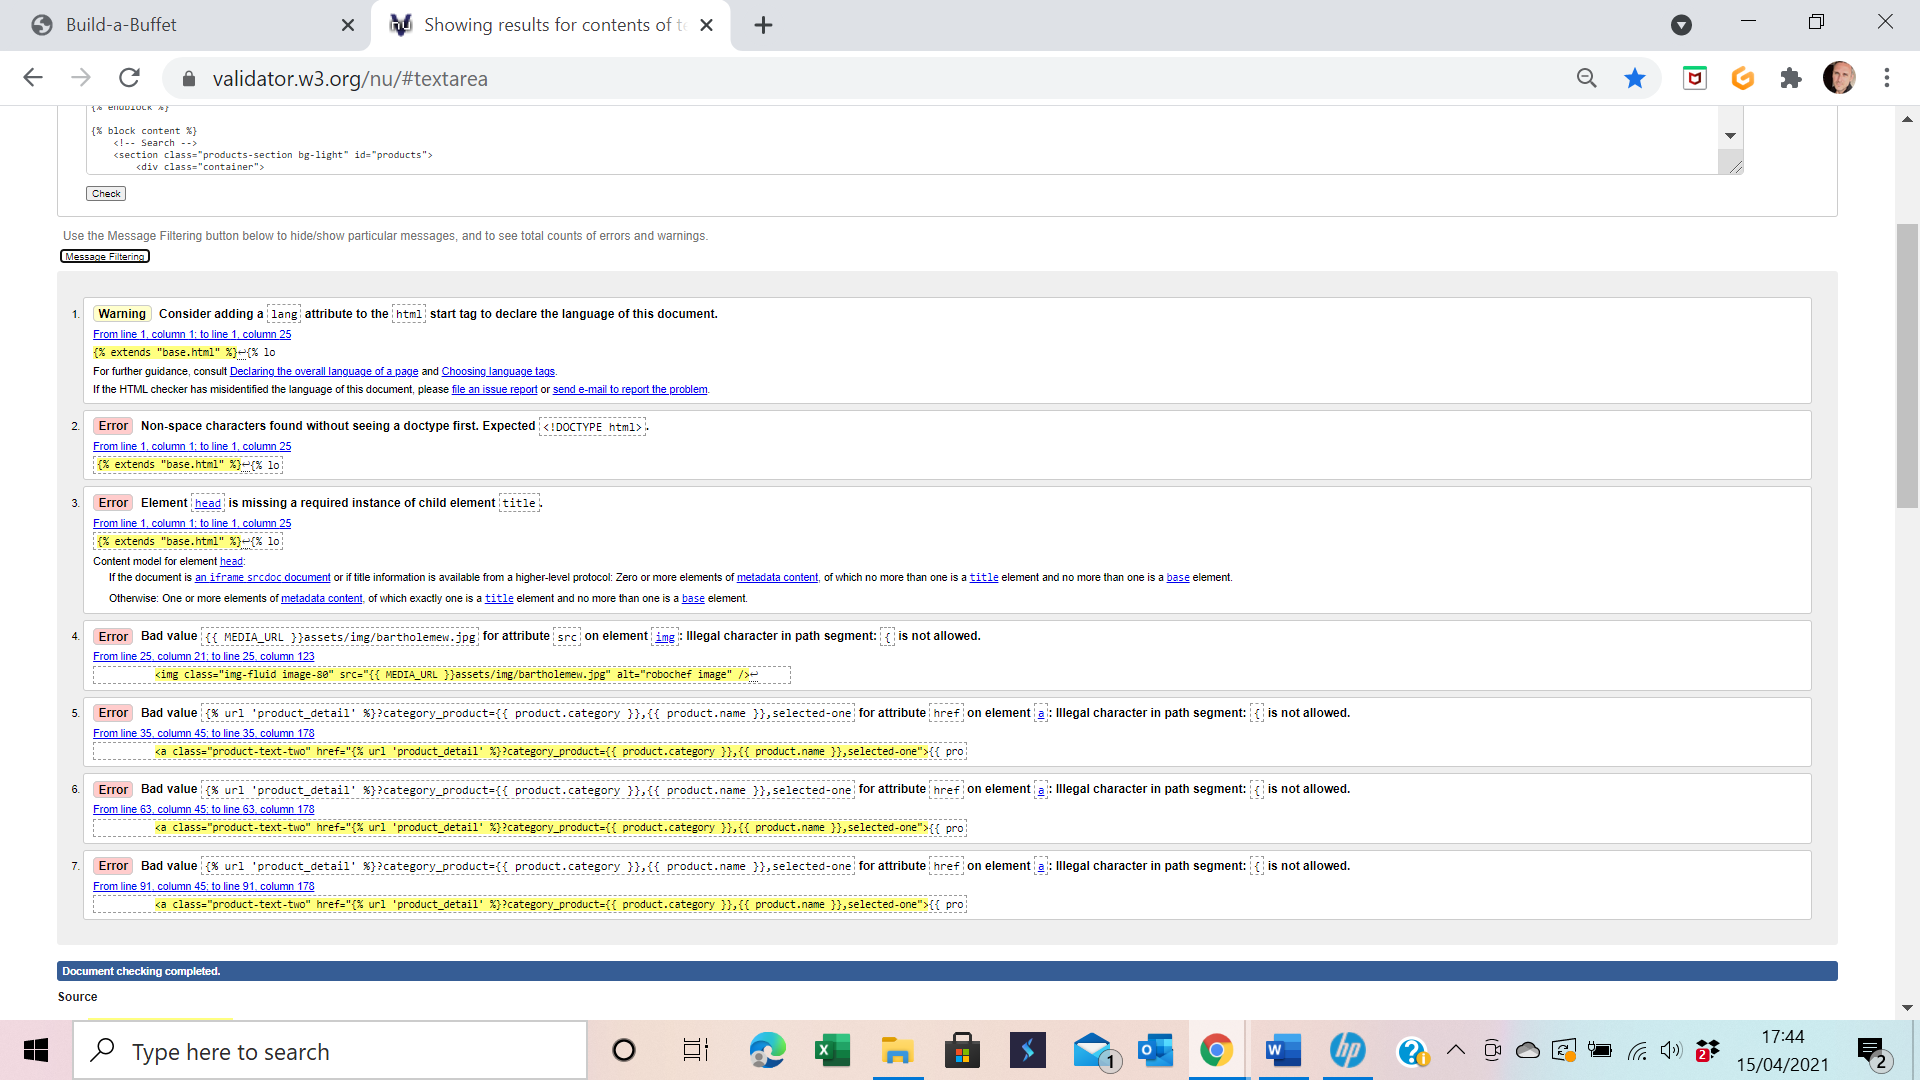 Build-a-Buffet
Showing results for contents of te
validator.w3.org/nu/#textarea
{% endblock %}
{% block content %}
<!-- Search -->
<section class="products-section bg-light" id="products">
<div class="container">
Check
Use the Message Filtering button below to hide/show particular messages, and to see total counts of errors and warnings.
Message Filtering
1. Warning Consider adding a lang attribute to the html start tag to declare the language of this document.
From line 1, column 1; to line 1, column 25
{% extends "base.html" %}↩{% lo
For further guidance, consult Declaring the overall language of a page and Choosing language tags.
If the HTML checker has misidentified the language of this document, please file an issue report or send e-mail to report the problem.
2. Error Non-space characters found without seeing a doctype first. Expected <!DOCTYPE html>.
From line 1, column 1; to line 1, column 25
{% extends "base.html" %}↩{% lo
3. Error Element head is missing a required instance of child element title.
From line 1, column 1; to line 1, column 25
{% extends "base.html" %}↩{% lo
Content model for element head:
If the document is an iframe srcdoc document or if title information is available from a higher-level protocol: Zero or more elements of metadata content, of which no more than one is a title element and no more than one is a base element.
Otherwise: One or more elements of metadata content, of which exactly one is a title element and no more than one is a base element.
4. Error Bad value {{ MEDIA_URL }}assets/img/bartholemew.jpg for attribute src on element img: Illegal character in path segment: { is not allowed.
From line 25, column 21; to line 25, column 123
<img class="img-fluid image-80" src="{{ MEDIA_URL }}assets/img/bartholemew.jpg" alt="robochef image" />↩
5. Error Bad value {% url 'product_detail' %}?category_product={{ product.category }},{{ product.name }},selected-one for attribute href on element a: Illegal character in path segment: { is not allowed.
From line 35, column 45; to line 35, column 178
<a class="product-text-two" href="{% url 'product_detail' %}?category_product={{ product.category }},{{ product.name }},selected-one">{{ pro
6. Error Bad value {% url 'product_detail' %}?category_product={{ product.category }},{{ product.name }},selected-one for attribute href on element a: Illegal character in path segment: { is not allowed.
From line 63, column 45; to line 63, column 178
<a class="product-text-two" href="{% url 'product_detail' %}?category_product={{ product.category }},{{ product.name }},selected-one">{{ pro
7. Error Bad value {% url 'product_detail' %}?category_product={{ product.category }},{{ product.name }},selected-one for attribute href on element a: Illegal character in path segment: { is not allowed.
From line 91, column 45; to line 91, column 178
<a class="product-text-two" href="{% url 'product_detail' %}?category_product={{ product.category }},{{ product.name }},selected-one">{{ pro
Document checking completed.
Source
Type here to search
1
2
17:44
15/04/2021
2